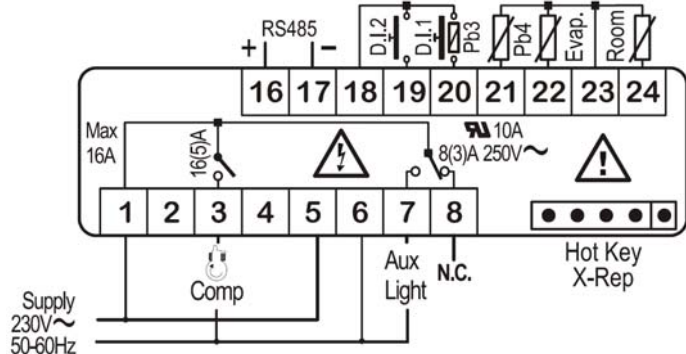 RS485
+ −
D.I.2
D.I.1
Pb3
Pb4
Evap.
Room
16 17 18 19 20 21 22 23 24
Max
16A
16(5)A
10A
8(3)A 250V~
1 2 3 4 5 6 7 8
Comp
Aux
Light
N.C.
Hot Key
X-Rep
Supply
230V~
50-60Hz